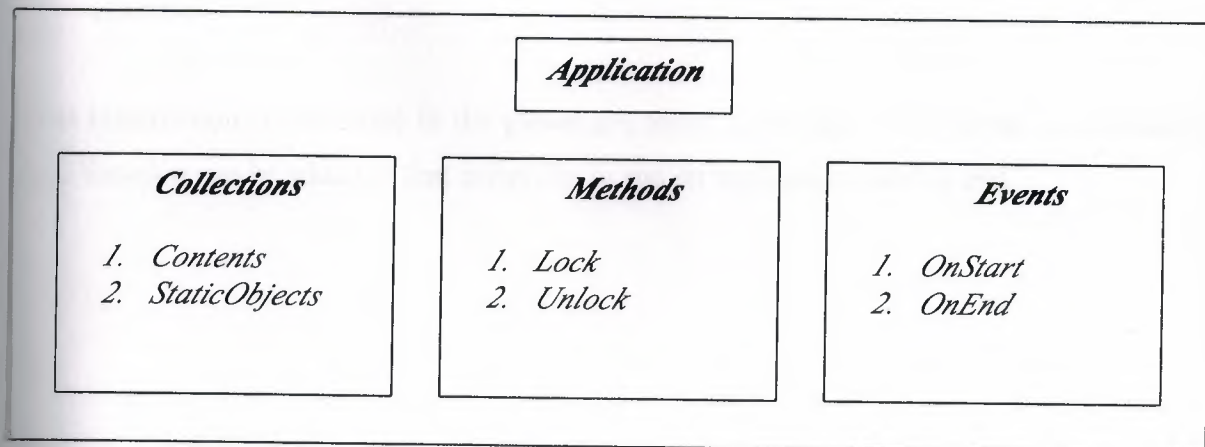 Application
Collections
1. Contents
2. StaticObjects
Methods
1. Lock
2. Unlock
Events
1. OnStart
2. OnEnd